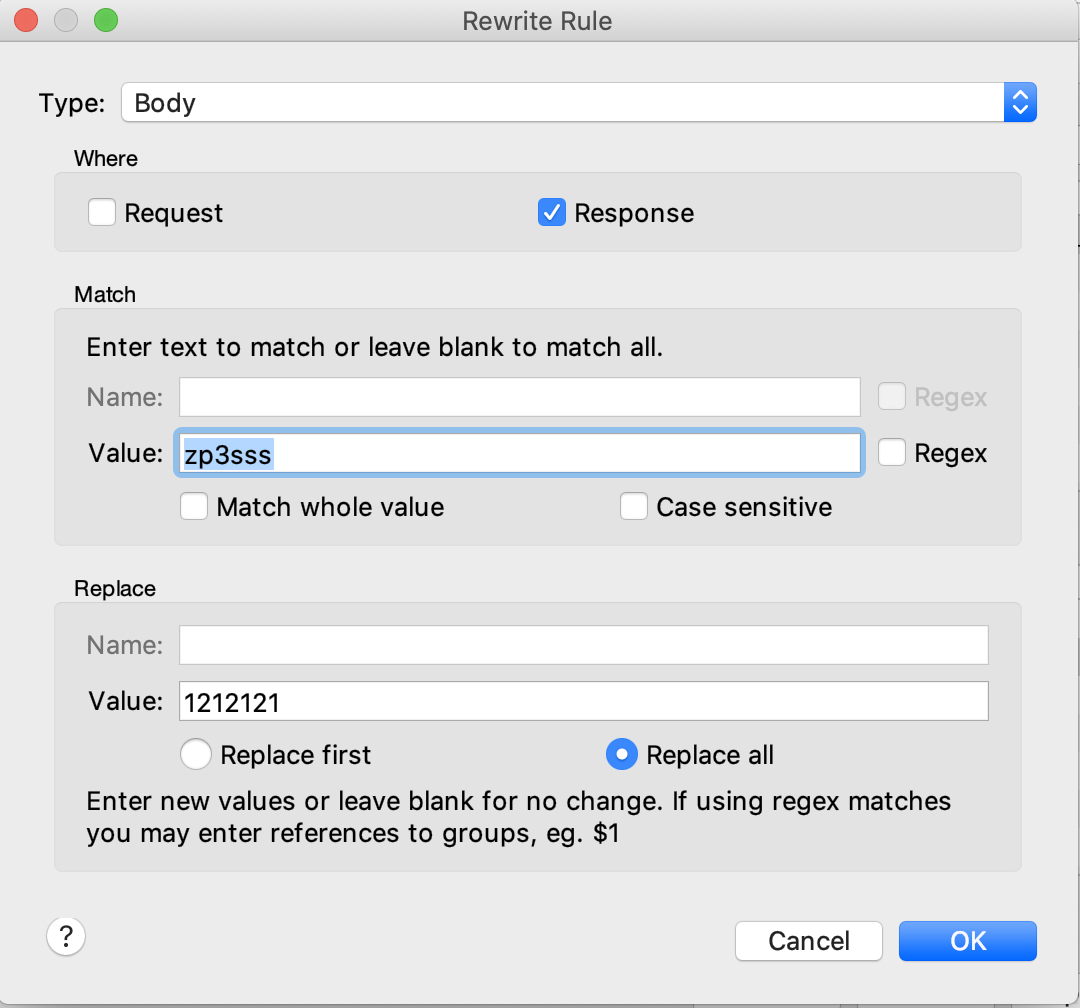 Rewrite Rule
Type: Body
Where
Request Response
Match
Enter text to match or leave blank to match all.
Name: Regex
Value: zp3sss Regex
Match whole value Case sensitive
Replace
Name:
Value: 1212121
Replace first Replace all
Enter new values or leave blank for no change. If using regex matches
you may enter references to groups, eg. $1
? Cancel OK